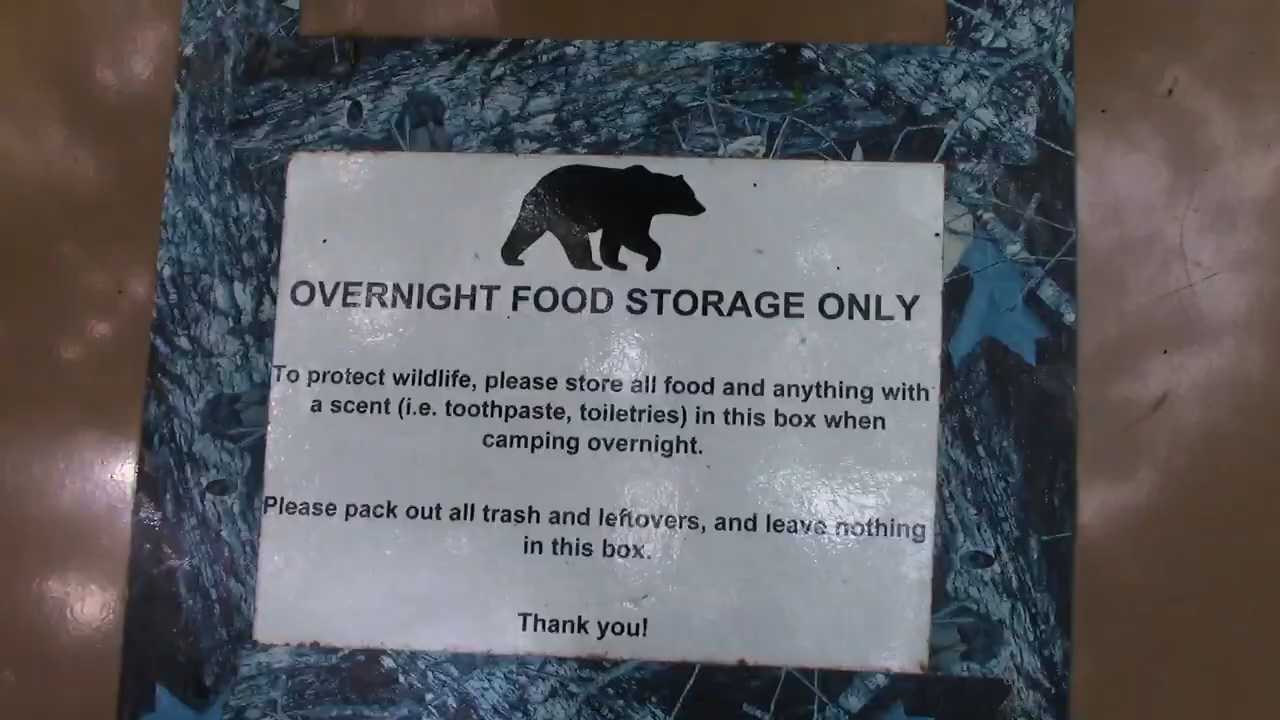 OVERNIGHT FOOD STORAGE ONLY
To protect wildlife, please store all food and anything with
a scent (i.e. toothpaste, toiletries) in this box when
camping overnight.
Please pack out all trash and leftovers, and leave nothing
in this box.
Thank you!